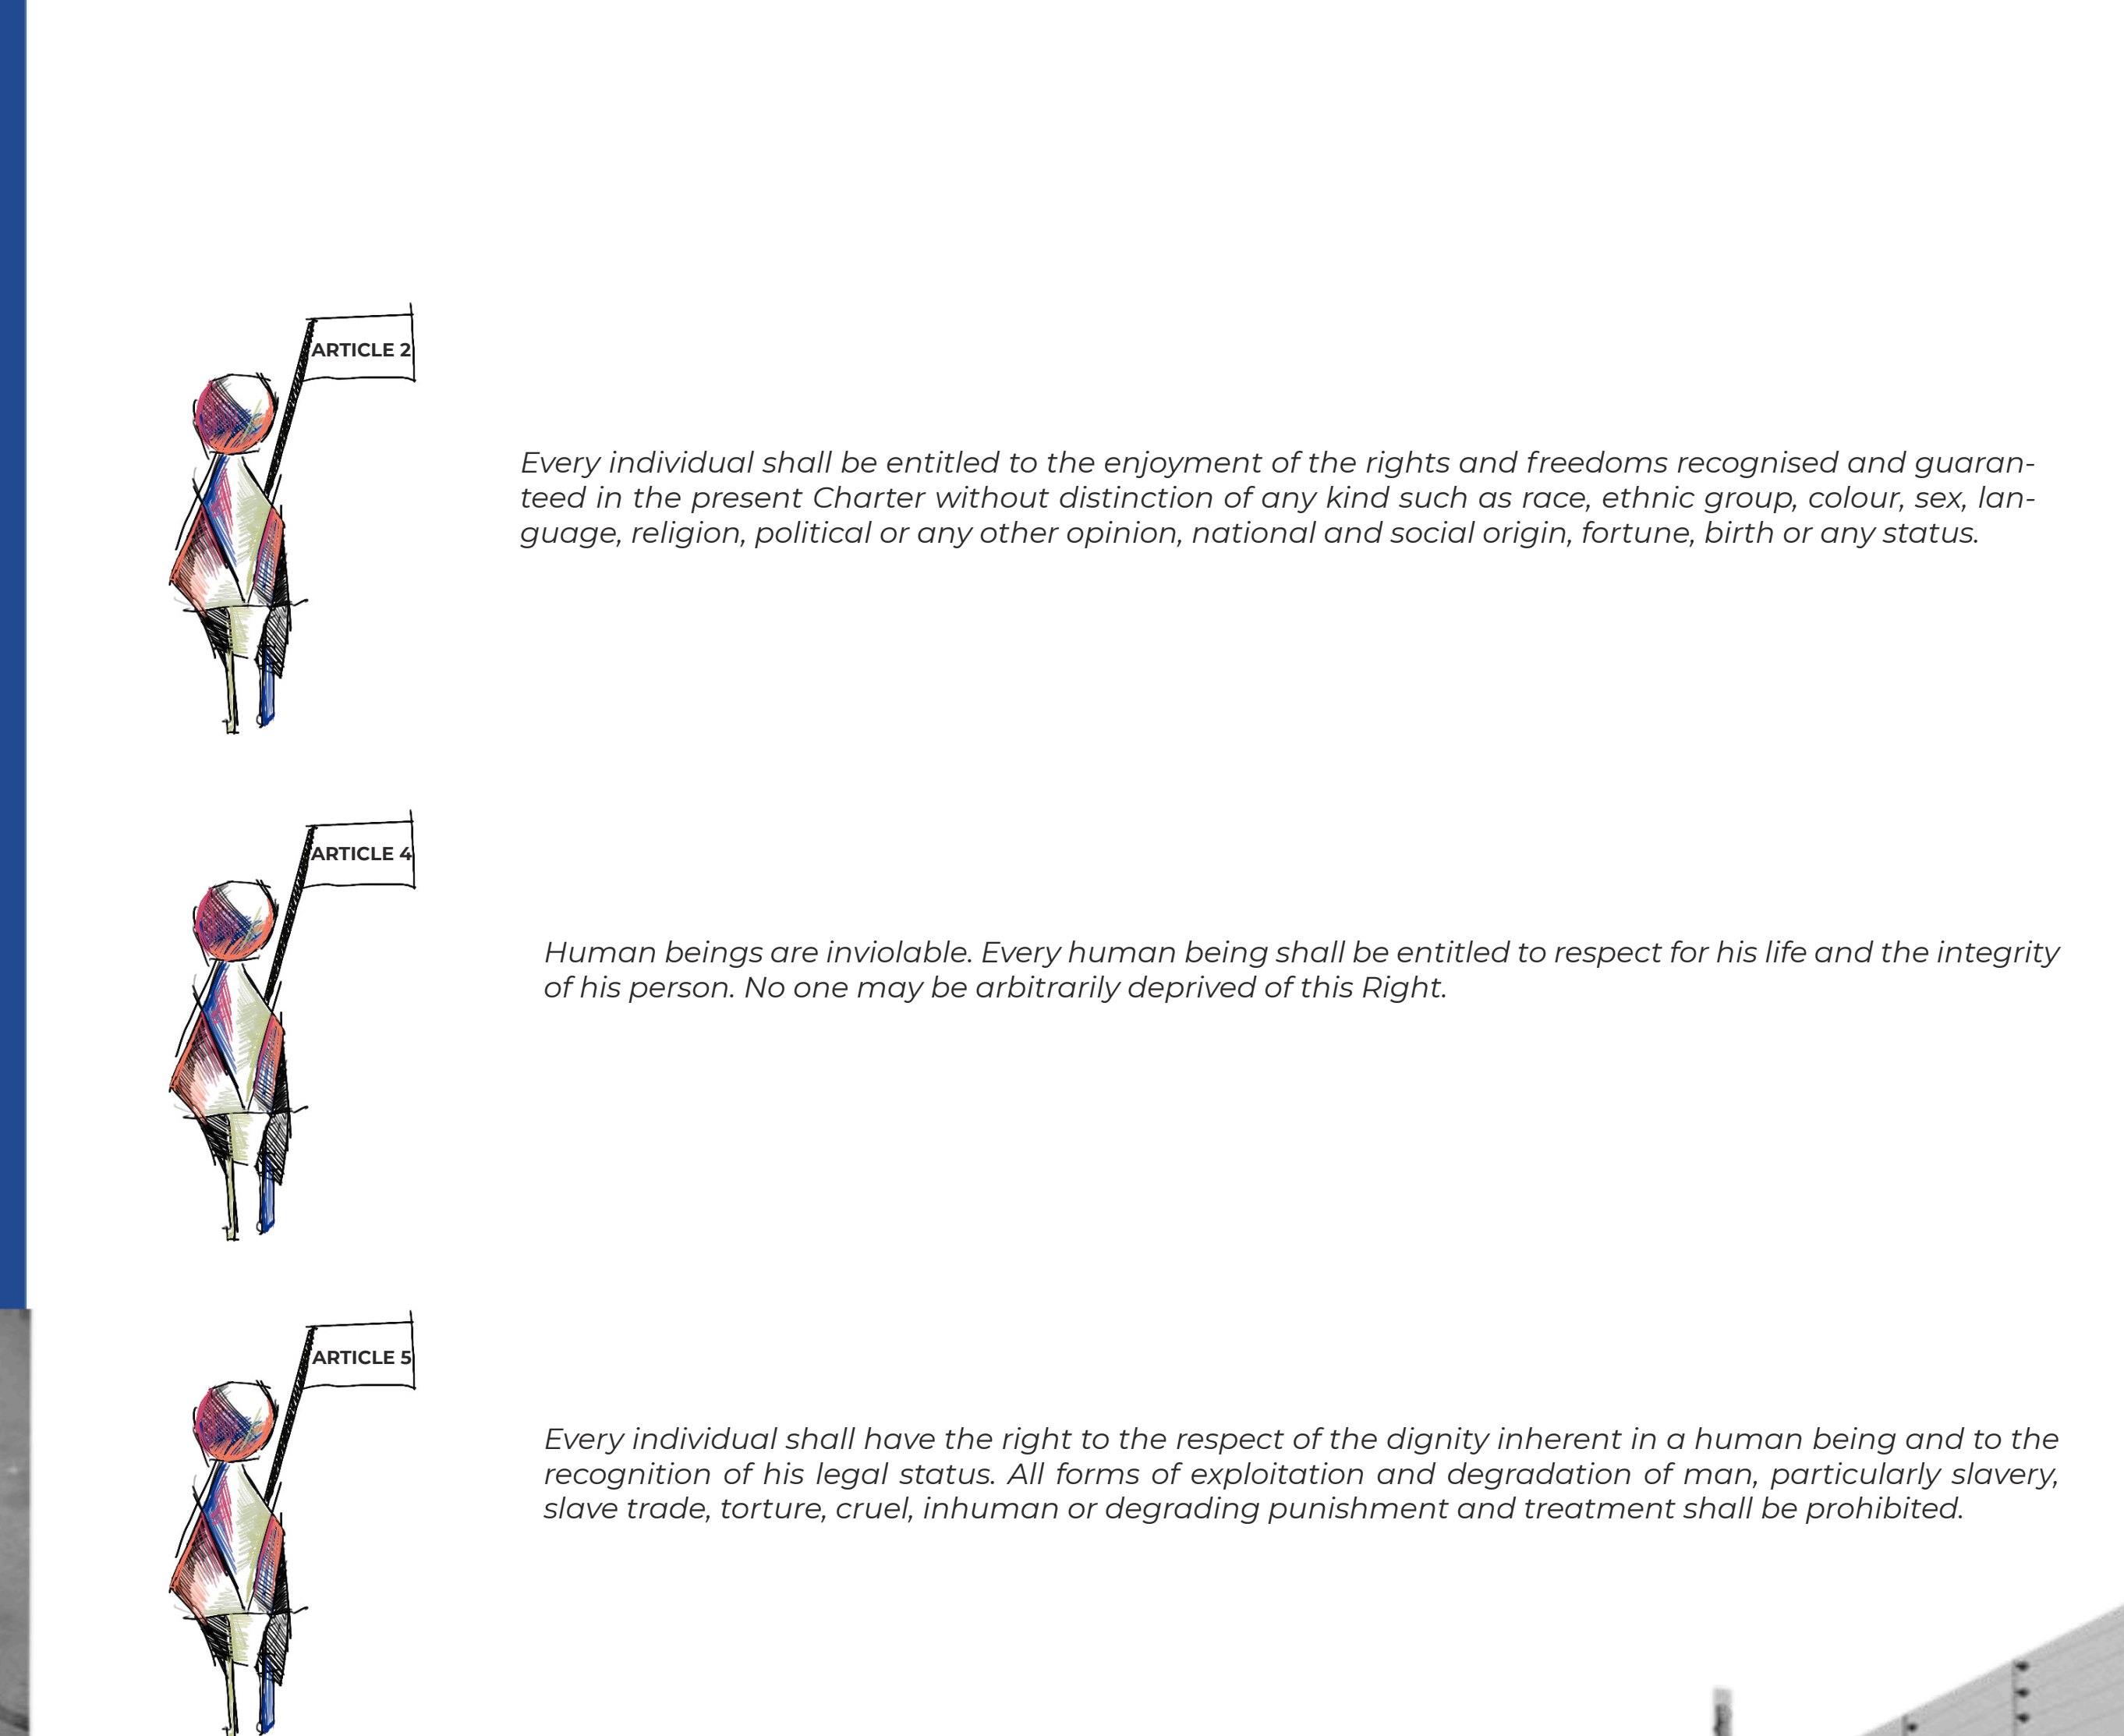 ARTICLE 2
Every individual shall be entitled to the enjoyment of the rights and freedoms recognised and guaran-
teed in the present Charter without distinction of any kind such as race, ethnic group, colour, sex, lan-
guage, religion, political or any other opinion, national and social origin, fortune, birth or any status.
ARTICLE 4
Human beings are inviolable. Every human being shall be entitled to respect for his life and the integrity
of his person. No one may be arbitrarily deprived of this Right.
ARTICLE 5
Every individual shall have the right to the respect of the dignity inherent in a human being and to the
recognition of his legal status. All forms of exploitation and degradation of man, particularly slavery,
slave trade, torture, cruel, inhuman or degrading punishment and treatment shall be prohibited.